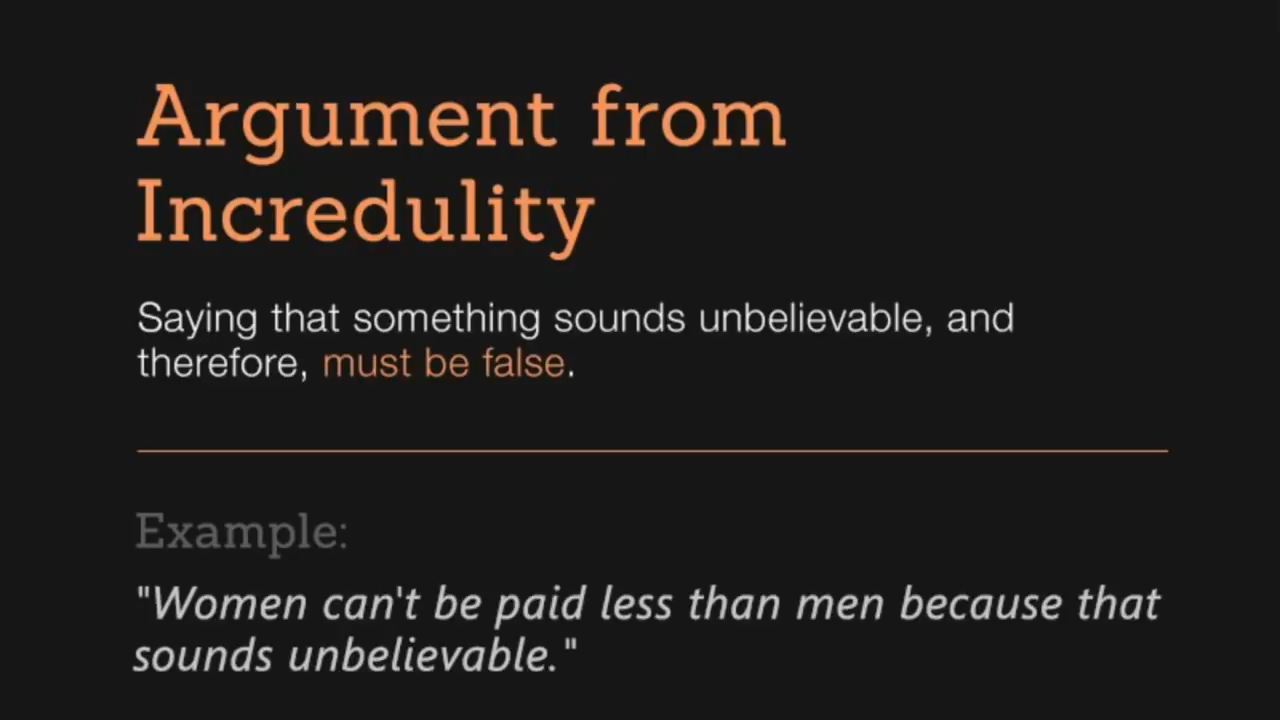 Argument from
Incredulity
Saying that something sounds unbelievable, and
therefore, must be false.
Example:
"Women can't be paid less than men because that
sounds unbelievable."